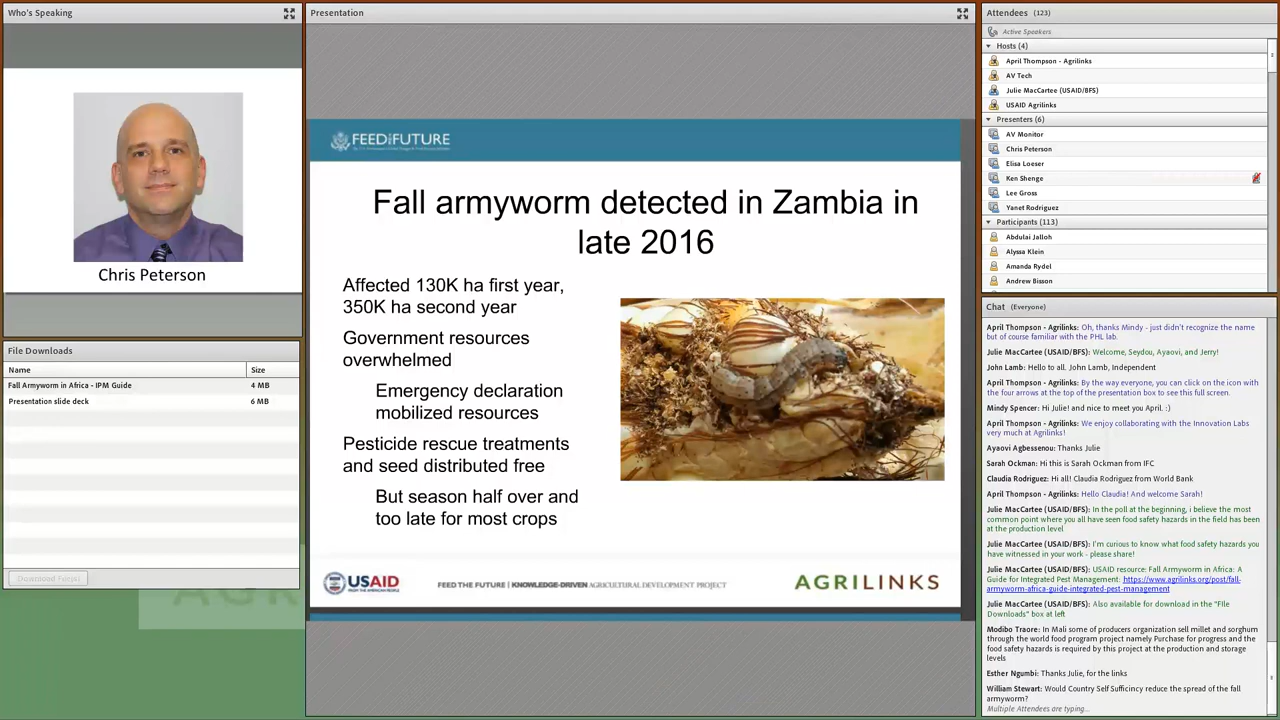 Who's Speaking
Chris Peterson
File Downloads
Name Size
Fall Armyworm in Africa - IPM Guide 4 MB
Presentation slide deck 6 MB
Download File(s)
Presentation
FEED THE FUTURE
Fall armyworm detected in Zambia in
late 2016
Affected 130K ha first year,
350K ha second year
Government resources
overwhelmed
Emergency declaration
mobilized resources
Pesticide rescue treatments
and seed distributed free
But season half over and
too late for most crops
USAID
FROM THE AMERICAN PEOPLE
FEED THE FUTURE | KNOWLEDGE-DRIVEN AGRICULTURAL DEVELOPMENT PROJECT
AGRILINKS
Attendees (123)
Active Speakers
Hosts (4)
April Thompson - Agrilinks
AV Tech
Julie MacCartee (USAID/BFS)
USAID Agrilinks
Presenters (6)
AV Monitor
Chris Peterson
Elisa Loeser
Ken Shenge
Lee Gross
Yanet Rodriguez
Participants (113)
Abdulai Jalloh
Alyssa Klein
Amanda Rydel
Andrew Bisson
Chat (Everyone)
April Thompson - Agrilinks: Oh, thanks Mindy - just didn't recognize the name
but of course familiar with the PHL lab.
Julie MacCartee (USAID/BFS): Welcome, Seydou, Ayaovi, and Jerry!
John Lamb: Hello to all. John Lamb, Independent
April Thompson - Agrilinks: By the way everyone, you can click on the icon with
the four arrows at the top of the presentation box to see this full screen.
Mindy Spencer: Hi Julie! and nice to meet you April. :)
April Thompson - Agrilinks: We enjoy collaborating with the Innovation Labs
very much at Agrilinks!
Ayaovi Agbessenou: Thanks Julie
Sarah Ockman: Hi this is Sarah Ockman from IFC
Claudia Rodriguez: Hi all! Claudia Rodriguez from World Bank
April Thompson - Agrilinks: Hello Claudia! And welcome Sarah!
Julie MacCartee (USAID/BFS): In the poll at the beginning, i believe the most
common point where you all have seen food safety hazards in the field has been
at the production level
Julie MacCartee (USAID/BFS): I'm curious to know what food safety hazards you
have witnessed in your work - please share!
Julie MacCartee (USAID/BFS): USAID resource: Fall Armyworm in Africa: A
Guide for Integrated Pest Management: https://www.agrilinks.org/post/fall-
armyworm-africa-guide-integrated-pest-management
Julie MacCartee (USAID/BFS): Also available for download in the "FIle
Downloads" box at left
Modibo Traore: In Mali some of producers organization sell millet and sorghum
through the world food program project namely Purchase for progress and the
food safety hazards is required by this project at the production and storage
levels
Esther Ngumbi: Thanks Julie, for the links
William Stewart: Would Country Self Sufficincy reduce the spread of the fall
armyworm?
Multiple Attendees are typing...